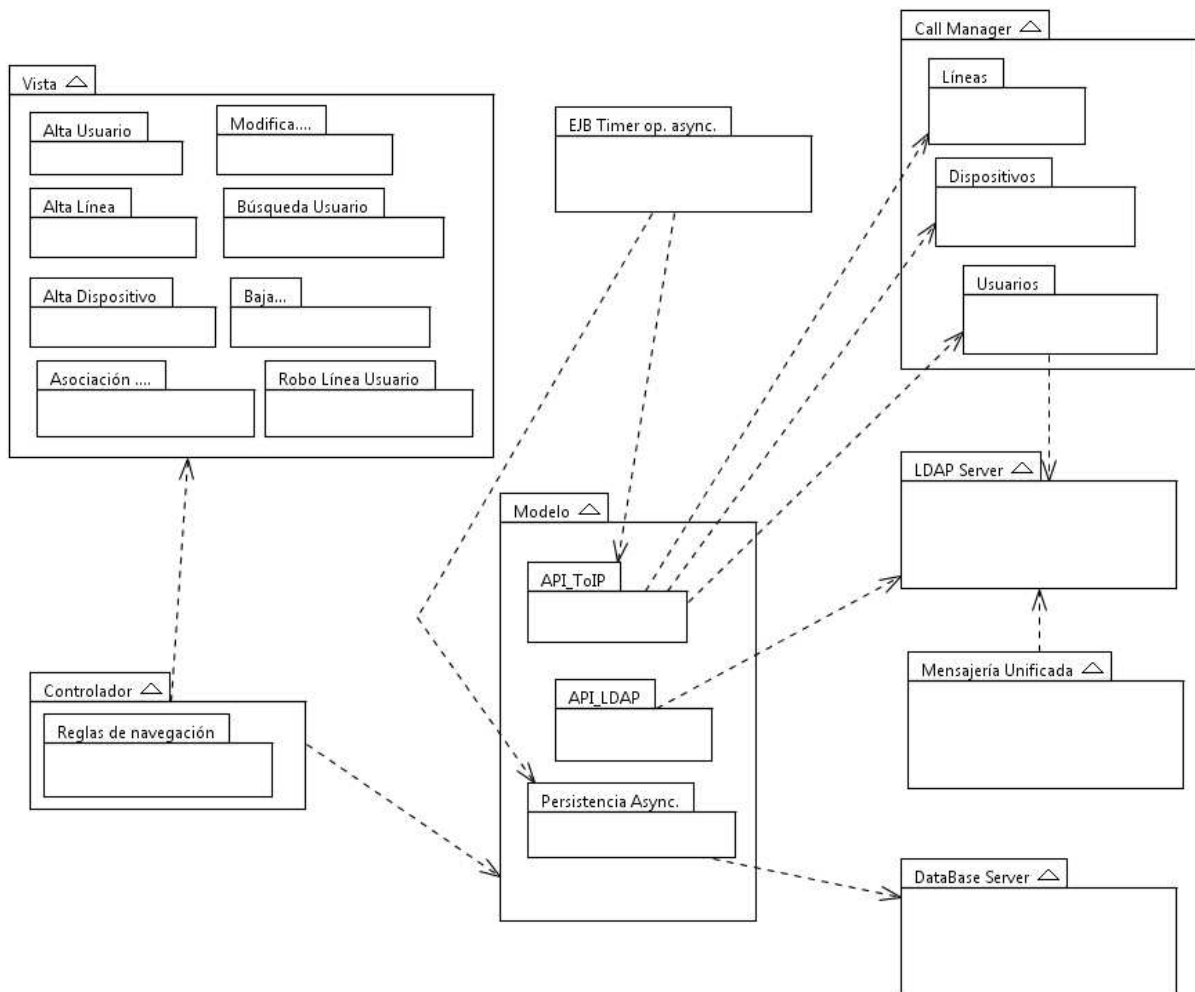 Call Manager
Líneas
Dispositivos
Usuarios
Vista
Alta Usuario
Modifica....
Alta Línea
Búsqueda Usuario
Alta Dispositivo
Baja...
Asociación ....
Robo Línea Usuario
EJB Timer op. async.
LDAP Server
Modelo
API_ToIP
API_LDAP
Persistencia Async.
Controlador
Reglas de navegación
Mensajería Unificada
DataBase Server